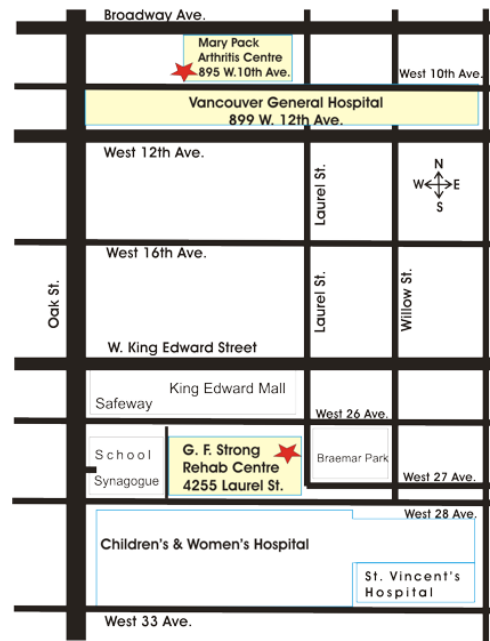 Broadway Ave.
Mary Pack
Arthritis Centre
895 W.10th Ave.
West 10th Ave.
Vancouver General Hospital
899 W. 12th Ave.
West 12th Ave.
N
W
E
S
Laurel St.
West 16th Ave.
Oak St.
Laurel St.
Willow St.
W. King Edward Street
King Edward Mall
Safeway
West 26 Ave.
School
Synagogue
G. F. Strong
Rehab Centre
4255 Laurel St.
Braemar Park
West 27 Ave.
West 28 Ave.
Children's & Women's Hospital
St. Vincent's
Hospital
West 33 Ave.